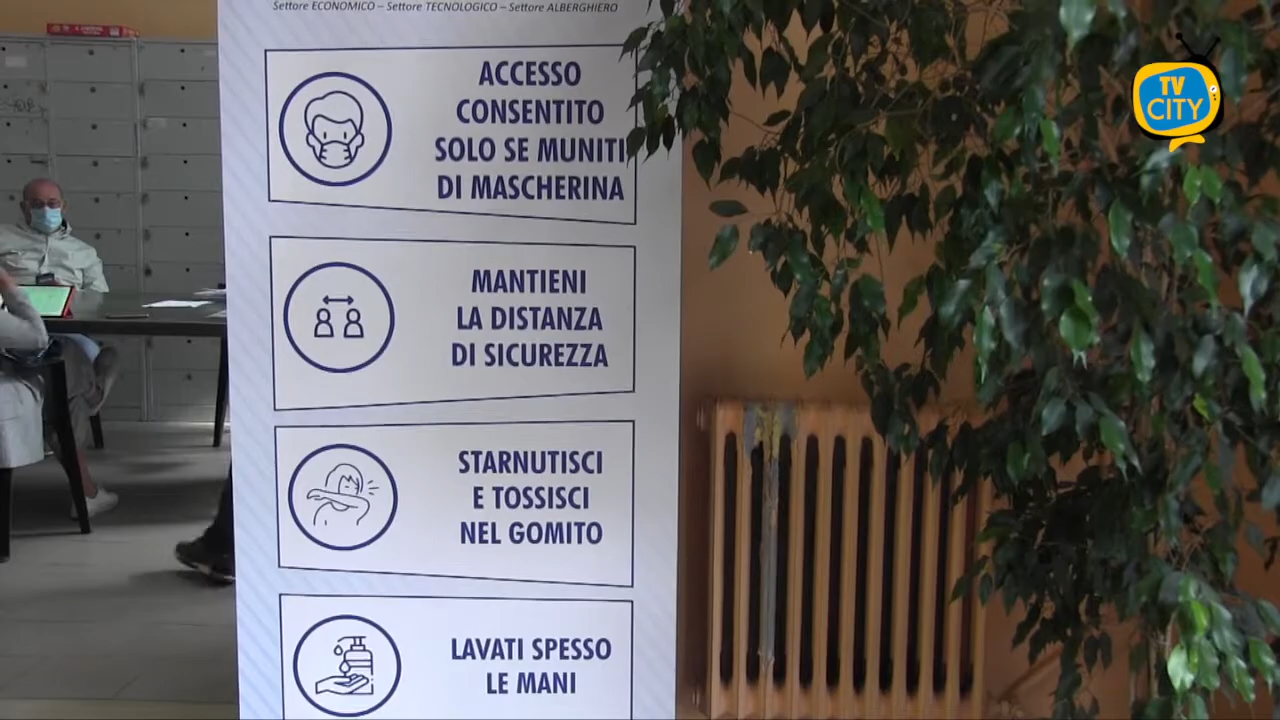 Settore ECONOMICO – Settore TECNOLOGICO – Settore ALBERGHIERO
ACCESSO
CONSENTITO
SOLO SE MUNITI
DI MASCHERINA
MANTIENI
LA DISTANZA
DI SICUREZZA
STARNUTISCI
E TOSSISCI
NEL GOMITO
LAVATI SPESSO
LE MANI
TV
CITY